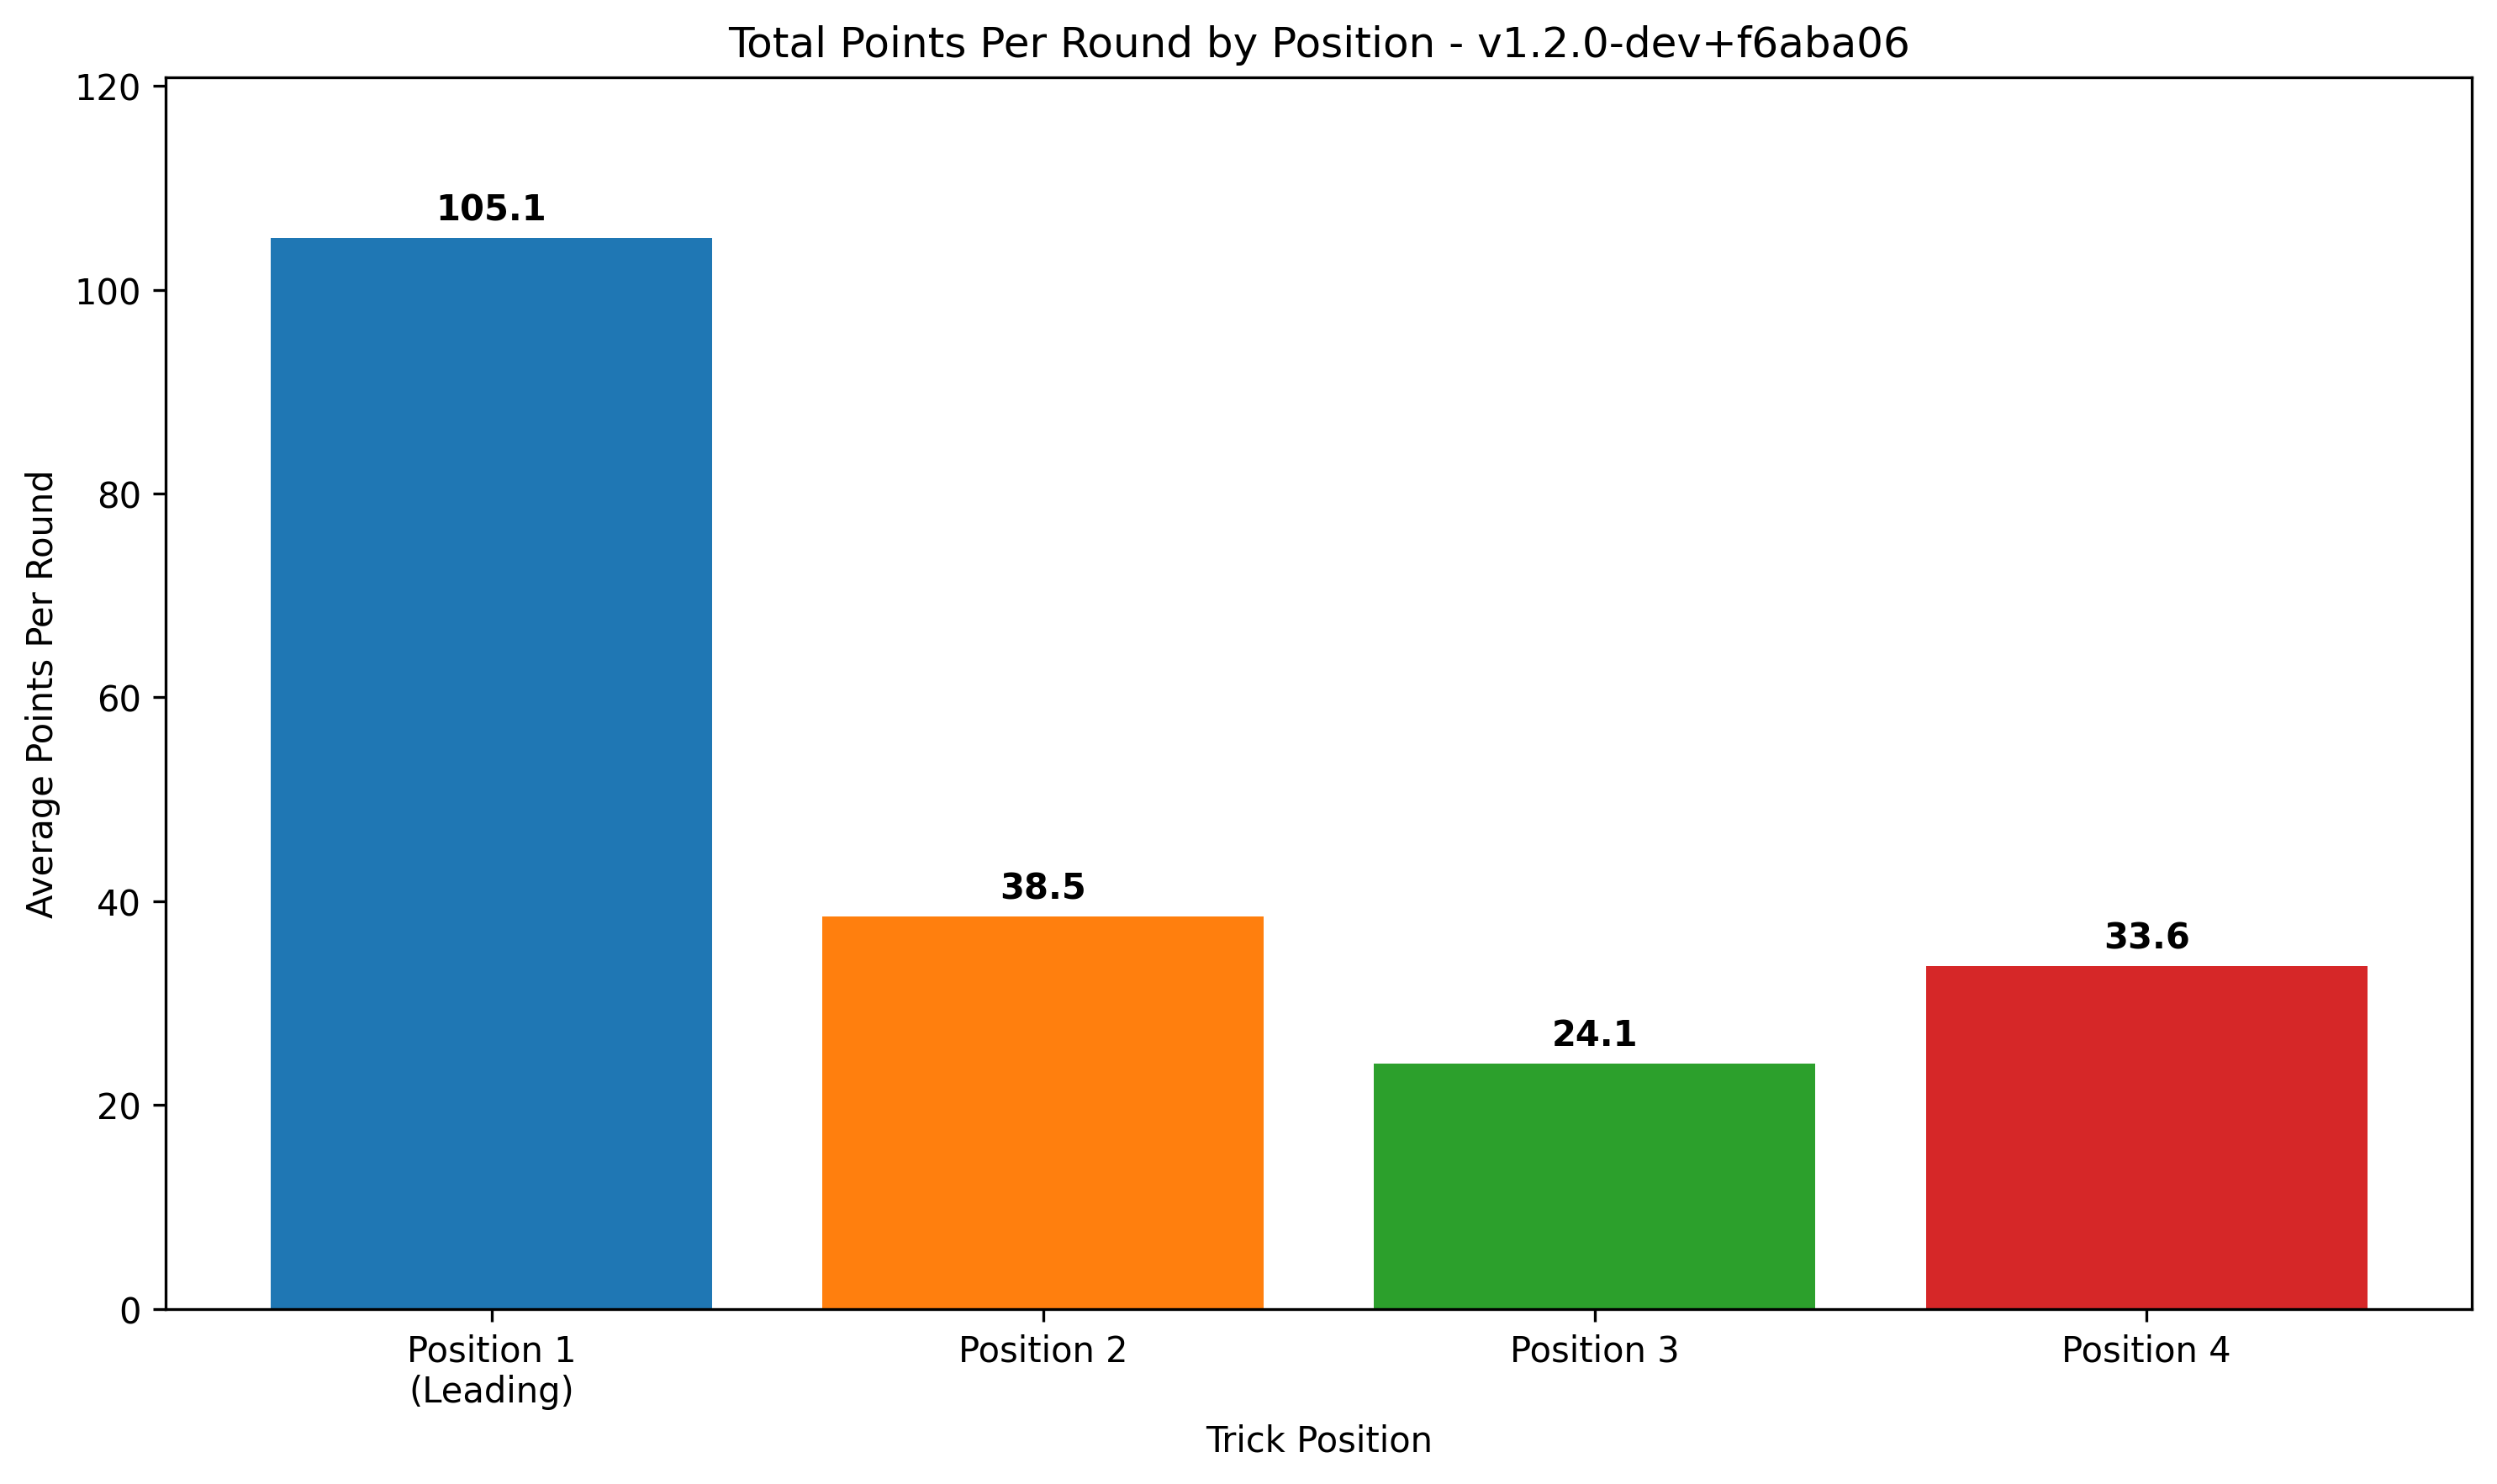 Total Points Per Round by Position - v1.2.0-dev+f6aba06
Average Points Per Round
120
100
80
60
40
20
0
105.1
38.5
24.1
33.6
Position 1
(Leading)
Position 2
Position 3
Position 4
Trick Position